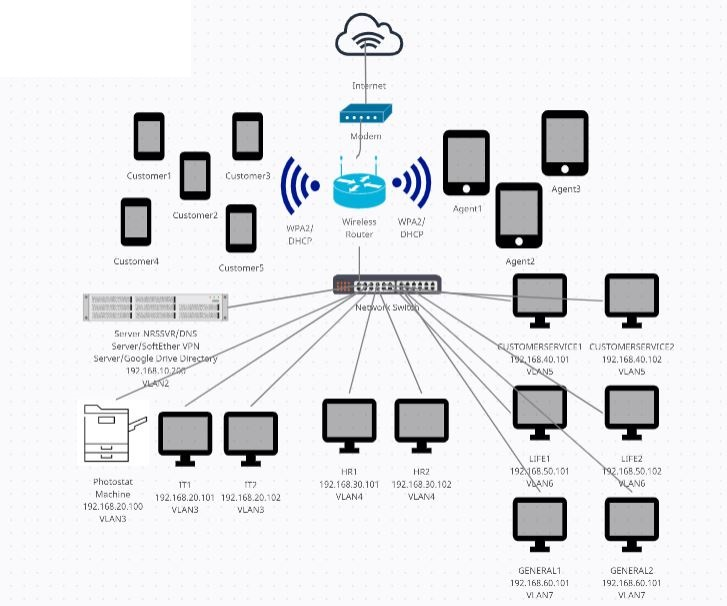 Internet
Modem
Customer1
Customer3
Customer2
Customer4
Customer5
WPA2/
DHCP
Wireless
Router
WPA2/
DHCP
Agent1
Agent3
Agent2
Network Switch
Server NRSSVR/DNS
Server/SoftEther VPN
Server/Google Drive Directory
192.168.10.200
VLAN2
CUSTOMERSERVICE1
192.168.40.101
VLAN5
CUSTOMERSERVICE2
192.168.40.102
VLAN5
Photostat
Machine
192.168.20.100
VLAN3
IT1
192.168.20.101
VLAN3
IT2
192.168.20.102
VLAN3
HR1
192.168.30.101
VLAN4
HR2
192.168.30.102
VLAN4
LIFE1
192.168.50.101
VLAN6
LIFE2
192.168.50.102
VLAN6
GENERAL1
192.168.60.101
VLAN7
GENERAL2
192.168.60.101
VLAN7